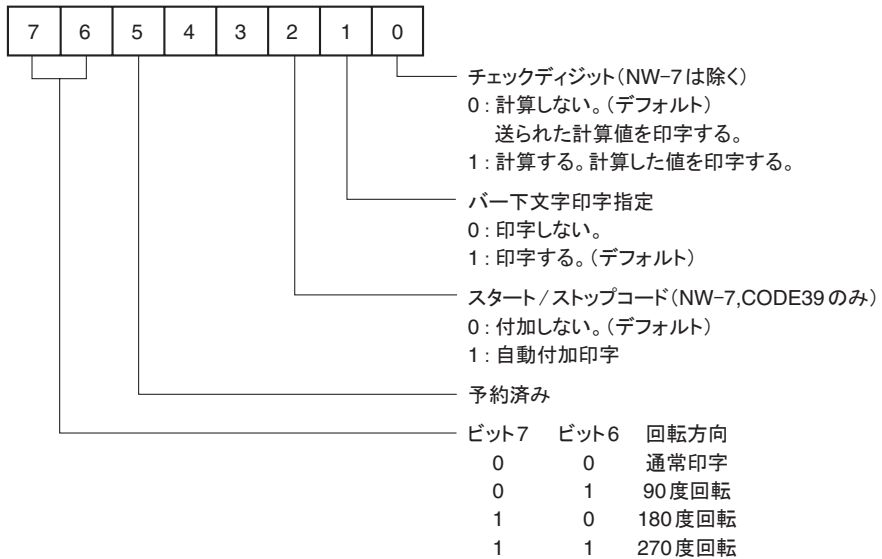 7 6 5 4 3 2 1 0
チェックディジット（NW-7は除く）
0：計算しない。（デフォルト）
送られた計算値を印字する。
1：計算する。計算した値を印字する。
バー下文字印字指定
0：印字しない。
1：印字する。（デフォルト）
スタート/ストップコード（NW-7,CODE39のみ）
0：付加しない。（デフォルト）
1：自動付加印字
予約済み
ビット7 ビット6 回転方向
0 0 通常印字
0 1 90度回転
1 0 180度回転
1 1 270度回転